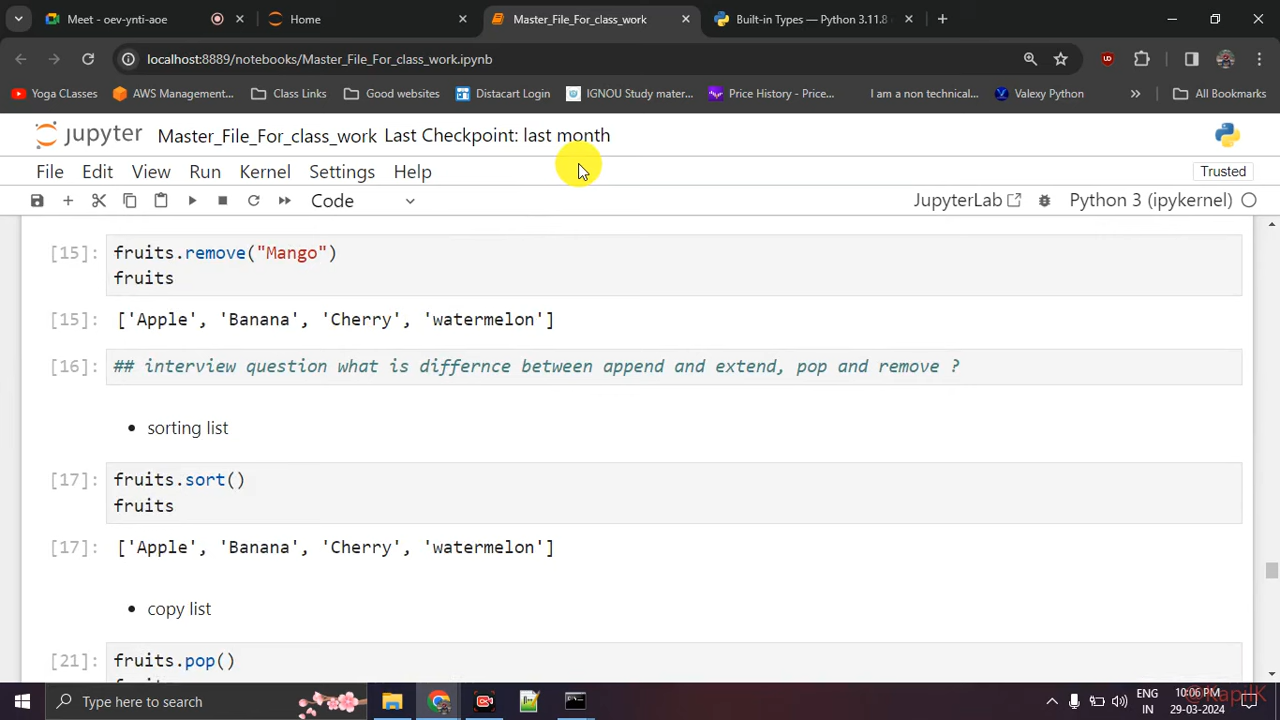 Meet - oev-ynti-aoe
Home
Master_File_For_class_work
Built-in Types — Python 3.11.8
localhost:8889/notebooks/Master_File_For_class_work.ipynb
Yoga CLasses
AWS Management...
Class Links
Good websites
Distacart Login
IGNOU Study mater...
Price History - Price...
I am a non technical...
Valexy Python
All Bookmarks
jupyter Master_File_For_class_work Last Checkpoint: last month
File Edit View Run Kernel Settings Help
Trusted
Code
JupyterLab
Python 3 (ipykernel)
[15]: fruits.remove("Mango")
fruits
[15]: ['Apple', 'Banana', 'Cherry', 'watermelon']
[16]: ## interview question what is differnce between append and extend, pop and remove ?
• sorting list
[17]: fruits.sort()
fruits
[17]: ['Apple', 'Banana', 'Cherry', 'watermelon']
• copy list
[21]: fruits.pop()
Type here to search
ENG
IN
10:06 PM
29-03-2024
@KapilK